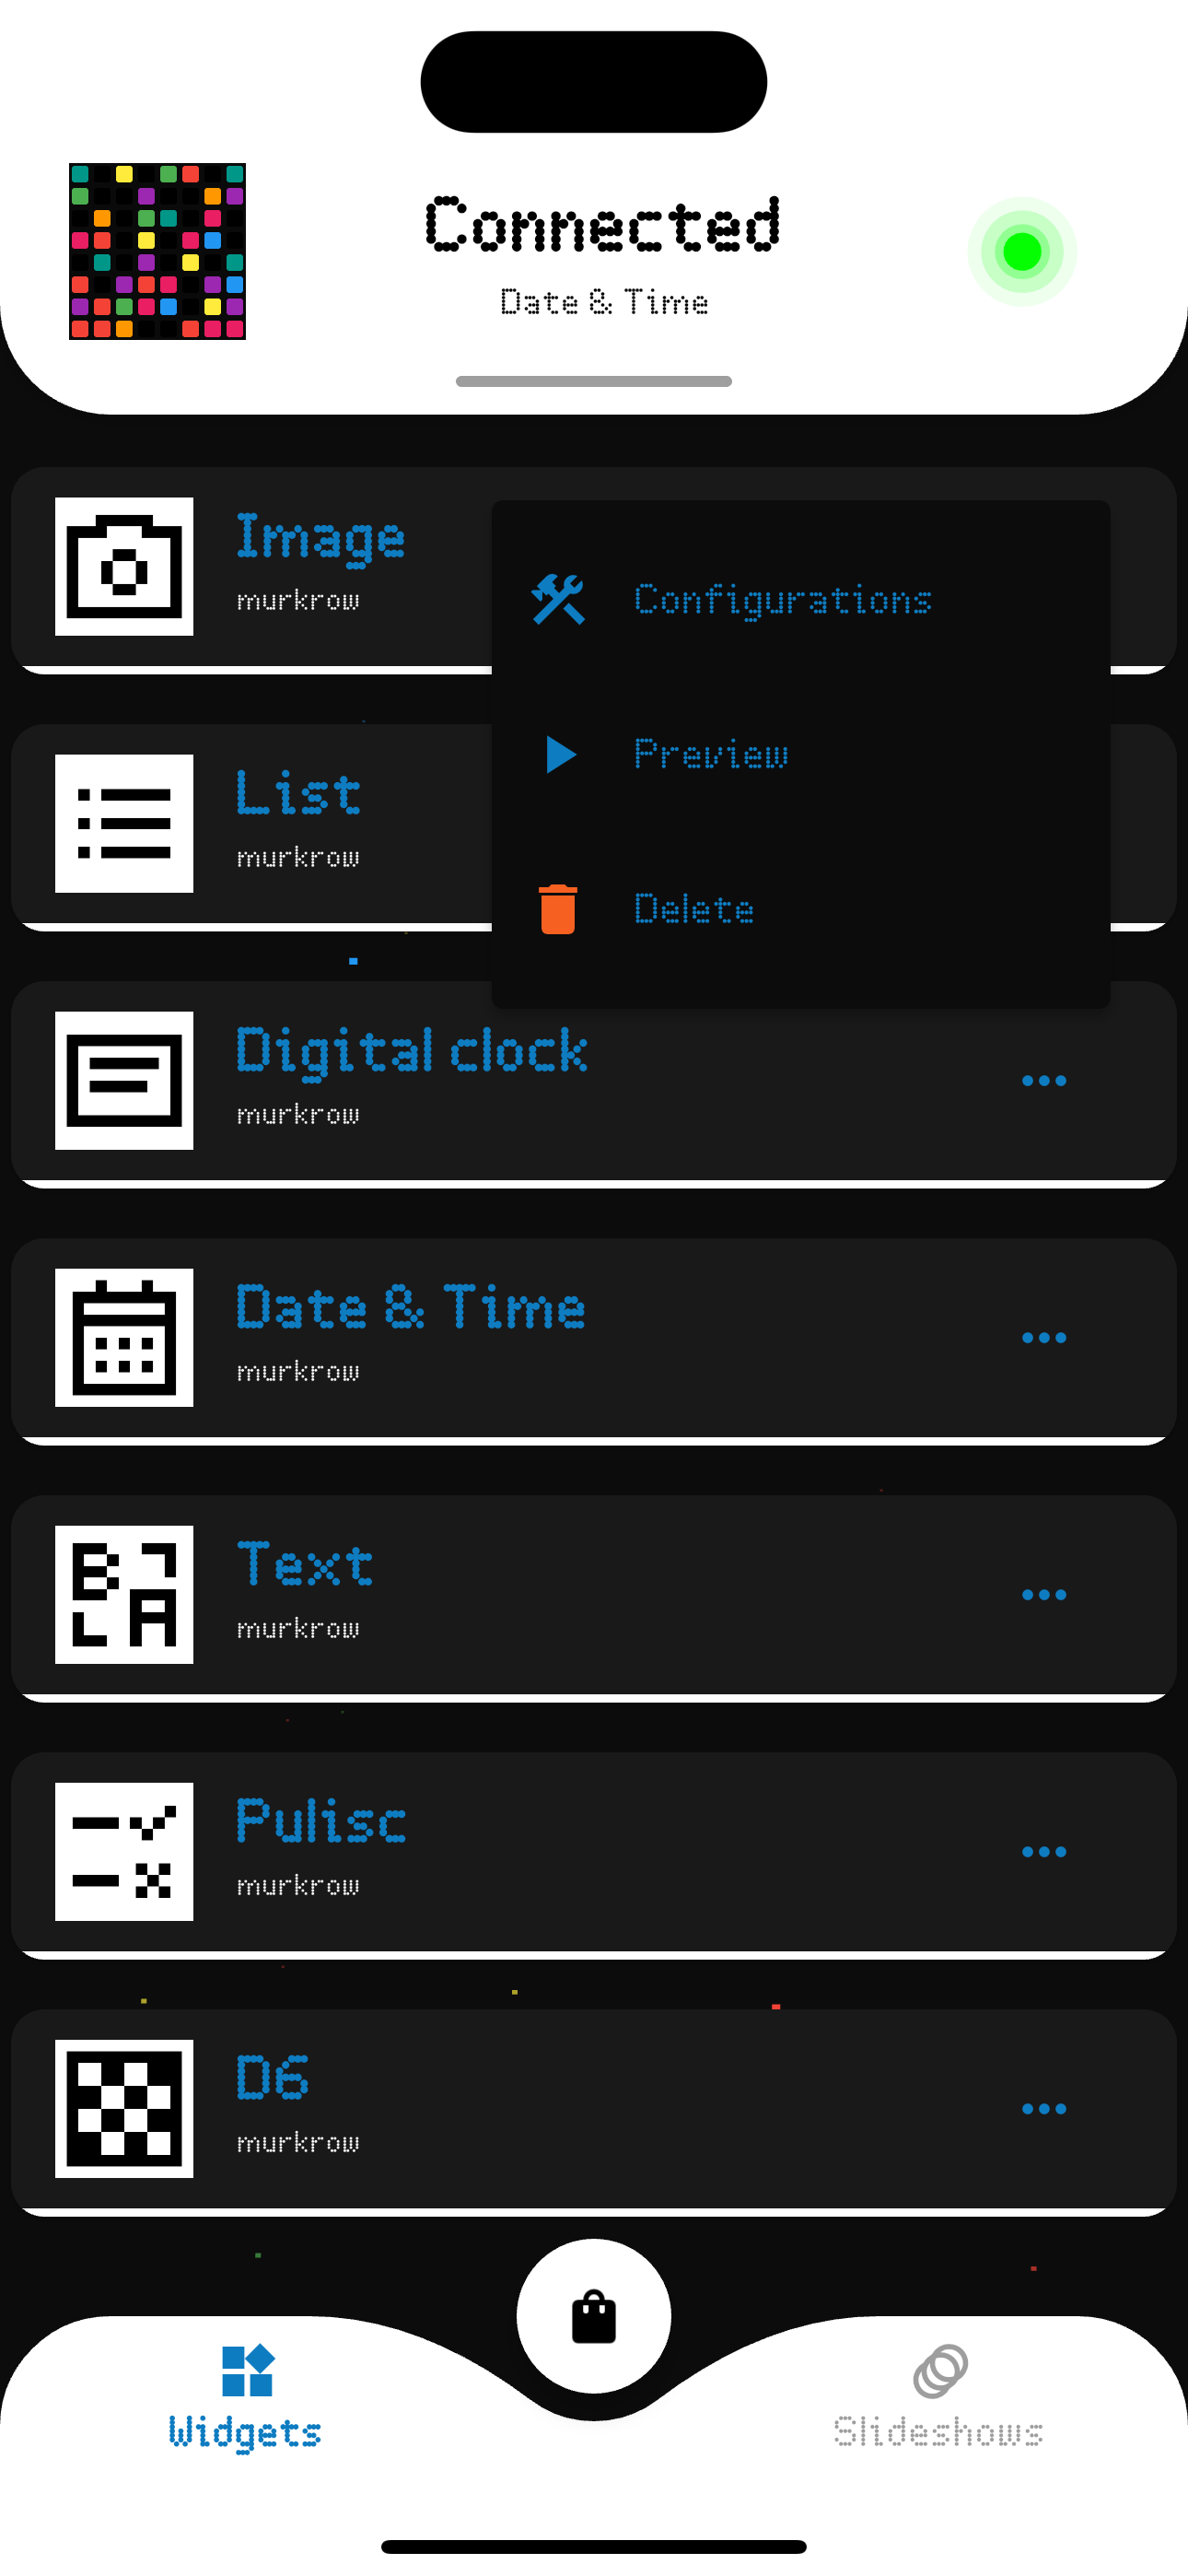 Connected
Date & Time
Image
murkrow
Configurations
Preview
Delete
List
murkrow
Digital clock
murkrow
Date & Time
murkrow
Text
murkrow
Pulisc
murkrow
D6
murkrow
Widgets
Slideshows